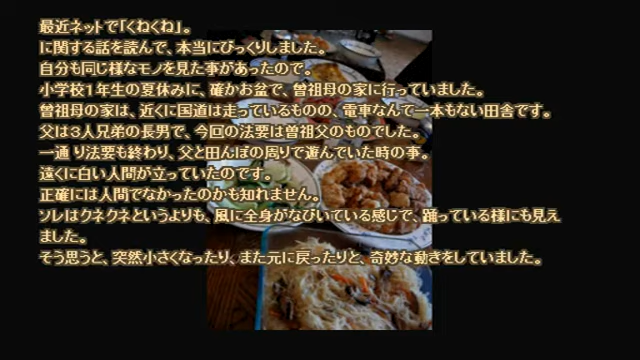 最近ネットで「くねくね」。
に関する話を読んで、本当にびっくりしました。
自分も同じ様なモノを見た事があったので。
小学校1年生の夏休みに、確かお盆で、曾祖母の家に行っていました。
曾祖母の家は、近くに国道は走っているものの、電車なんて一本もない田舎です。
父は3人兄弟の長男で、今回の法要は曽祖父のものでした。
一通り法要も終わり、父と田んぼの周りで遊んでいた時の事。
遠くに白い人間が立っていたのです。
正確には人間でなかったのかも知れません。
ソレはクネクネというよりも、風に全身がなびいている感じで、踊っている様にも見え
ました。
そう思うと、突然小さくなったり、また元に戻ったりと、奇妙な動きをしていました。